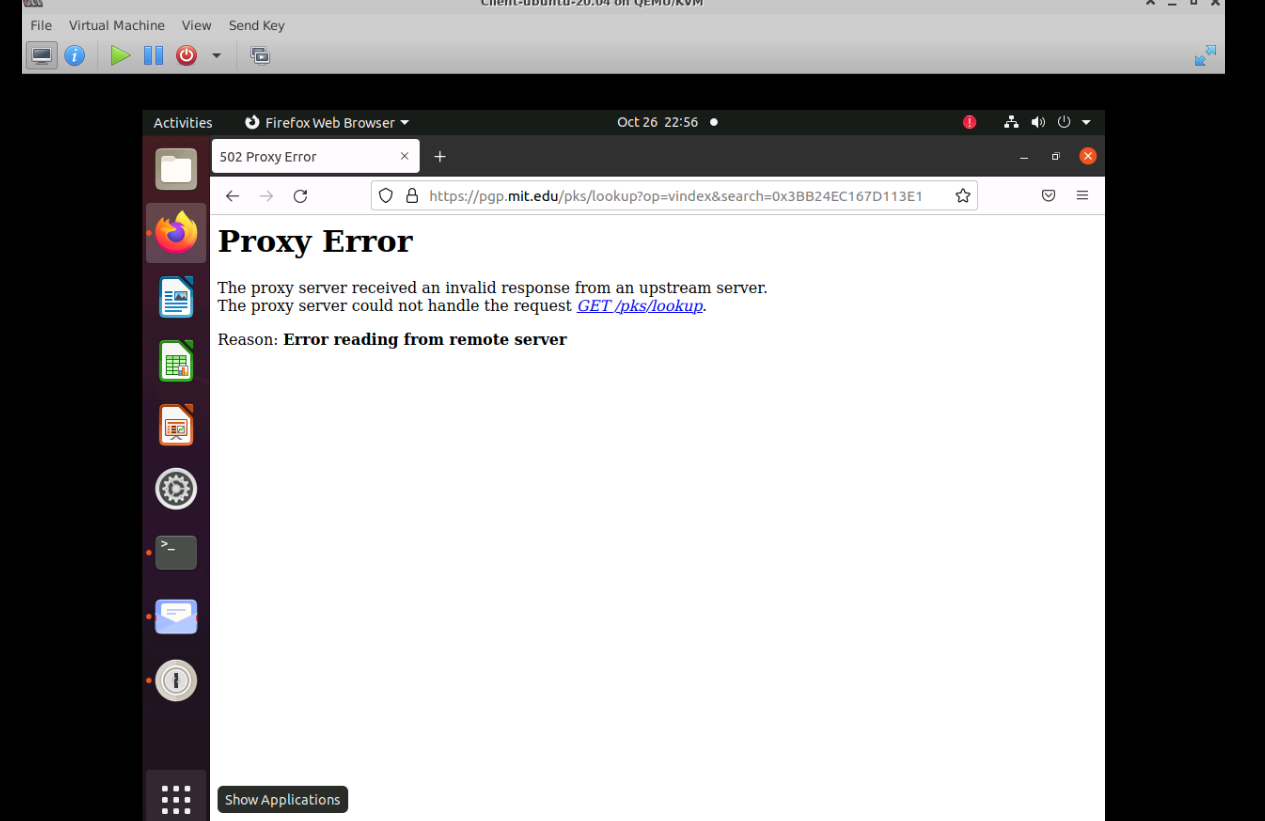 Client-ubuntu-20.04 on QEMU/KVM
File Virtual Machine View Send Key
Activities Firefox Web Browser Oct 26 22:56
502 Proxy Error
https://pgp.mit.edu/pks/lookup?op=vindex&search=0x3BB24EC167D113E1
Proxy Error
The proxy server received an invalid response from an upstream server.
The proxy server could not handle the request GET /pks/lookup.
Reason: Error reading from remote server
>_
Show Applications